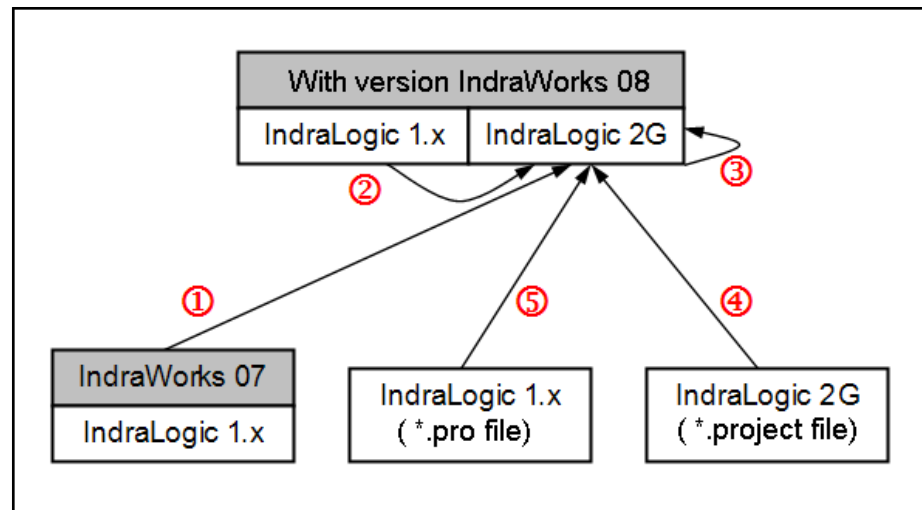 With version IndraWorks 08
IndraLogic 1.x
IndraLogic 2G
②
③
①
⑤
④
IndraWorks 07
IndraLogic 1.x
IndraLogic 1.x
( *.pro file)
IndraLogic 2G
( *.project file)